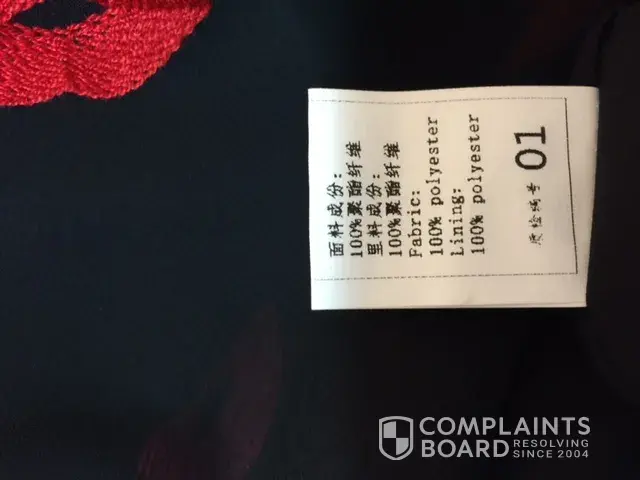 面料成份:
100%聚酯纤维
里料成份:
100%聚酯纤维
Fabric:
100% polyester
Lining:
100% polyester
质检编号 01
COMPLAINTS
BOARD RESOLVING
SINCE 2004